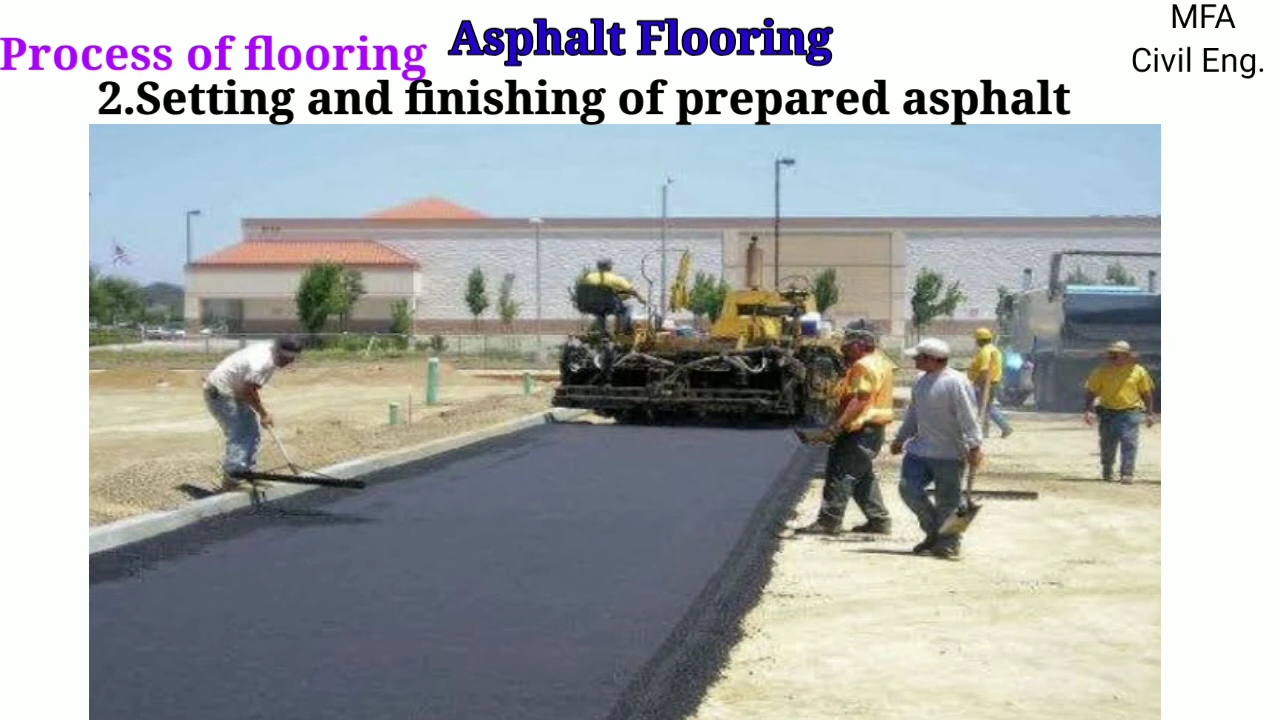 Process of flooring
Asphalt Flooring
MFA
Civil Eng.
2.Setting and finishing of prepared asphalt